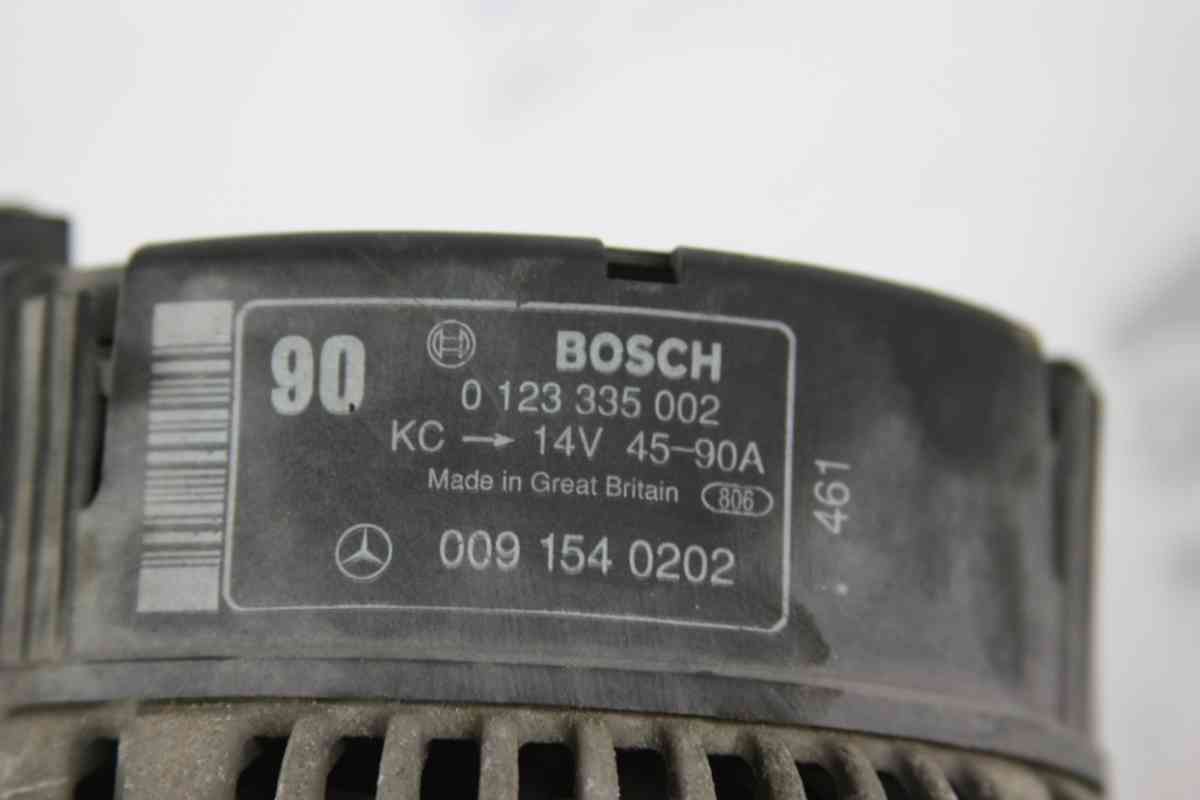 90 BOSCH
0 123 335 002
KC → 14V 45-90A
Made in Great Britain 806
009 154 0202
461